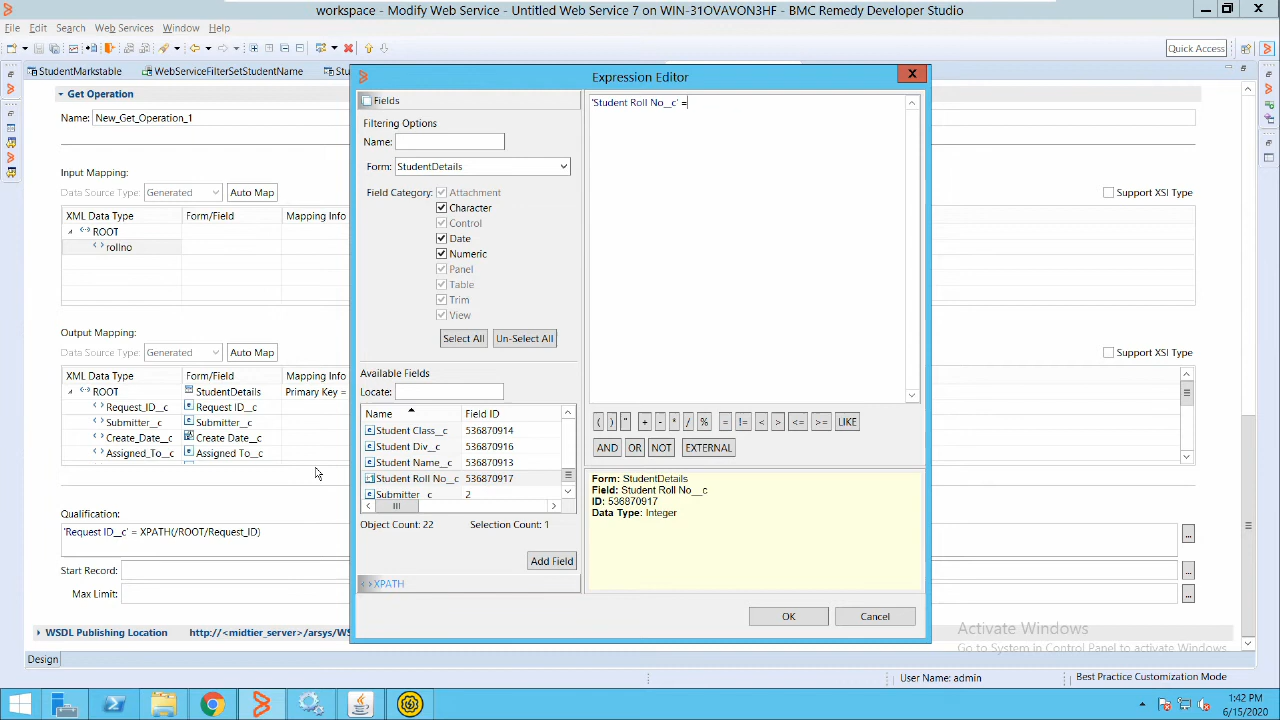 workspace - Modify Web Service - Untitled Web Service 7 on WIN-31OVAVON3HF - BMC Remedy Developer Studio
File Edit Search Web Services Window Help
Quick Access
StudentMarkstable WebServiceFilterSetStudentName Stu
Get Operation
Name: New_Get_Operation_1
Input Mapping:
Data Source Type: Generated Auto Map Support XSI Type
XML Data Type Form/Field Mapping Info
ROOT
rollno
Output Mapping:
Data Source Type: Generated Auto Map Support XSI Type
XML Data Type Form/Field Mapping Info
ROOT StudentDetails Primary Key =
Request_ID__c Request ID__c
Submitter__c Submitter__c
Create_Date__c Create Date__c
Assigned_To__c Assigned To__c
Qualification:
'Request ID__c' = XPATH(/ROOT/Request_ID)
...
Start Record: ...
Max Limit: ...
WSDL Publishing Location http://<midtier_server>/arsys/WS
Design
Expression Editor
Fields
Filtering Options
Name:
Form: StudentDetails
Field Category: Attachment
Character
Control
Date
Numeric
Panel
Table
Trim
View
Select All Un-Select All
Available Fields
Locate:
Name Field ID
Student Class__c 536870914
Student Div__c 536870916
Student Name__c 536870913
Student Roll No__c 536870917
Submitter__c 2
Object Count: 22 Selection Count: 1
Add Field
XPATH
'Student Roll No__c' =
( ) " + - * / % = != < > <= >= LIKE
AND OR NOT EXTERNAL
Form: StudentDetails
Field: Student Roll No__c
ID: 536870917
Data Type: Integer
OK Cancel
Activate Windows
Go to System in Control Panel to activate Windows.
User Name: admin Best Practice Customization Mode
1:42 PM
6/15/2020